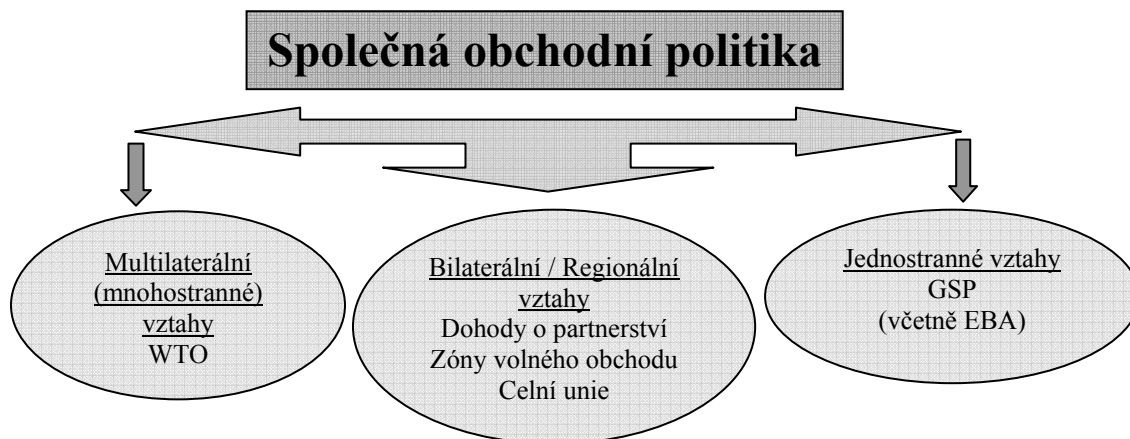 Společná obchodní politika
Multilaterální
(mnohostranné)
vztahy
WTO
Bilaterální / Regionální
vztahy
Dohody o partnerství
Zóny volného obchodu
Celní unie
Jednostranné vztahy
GSP
(včetně EBA)